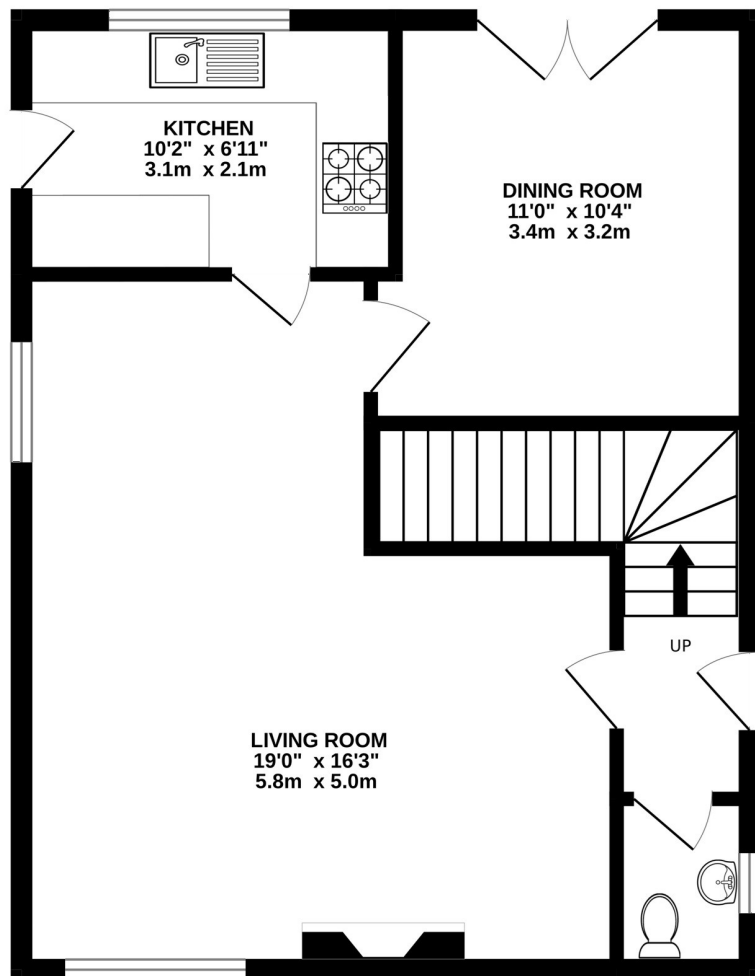 KITCHEN
10'2" x 6'11"
3.1m x 2.1m
DINING ROOM
11'0" x 10'4"
3.4m x 3.2m
UP
LIVING ROOM
19'0" x 16'3"
5.8m x 5.0m